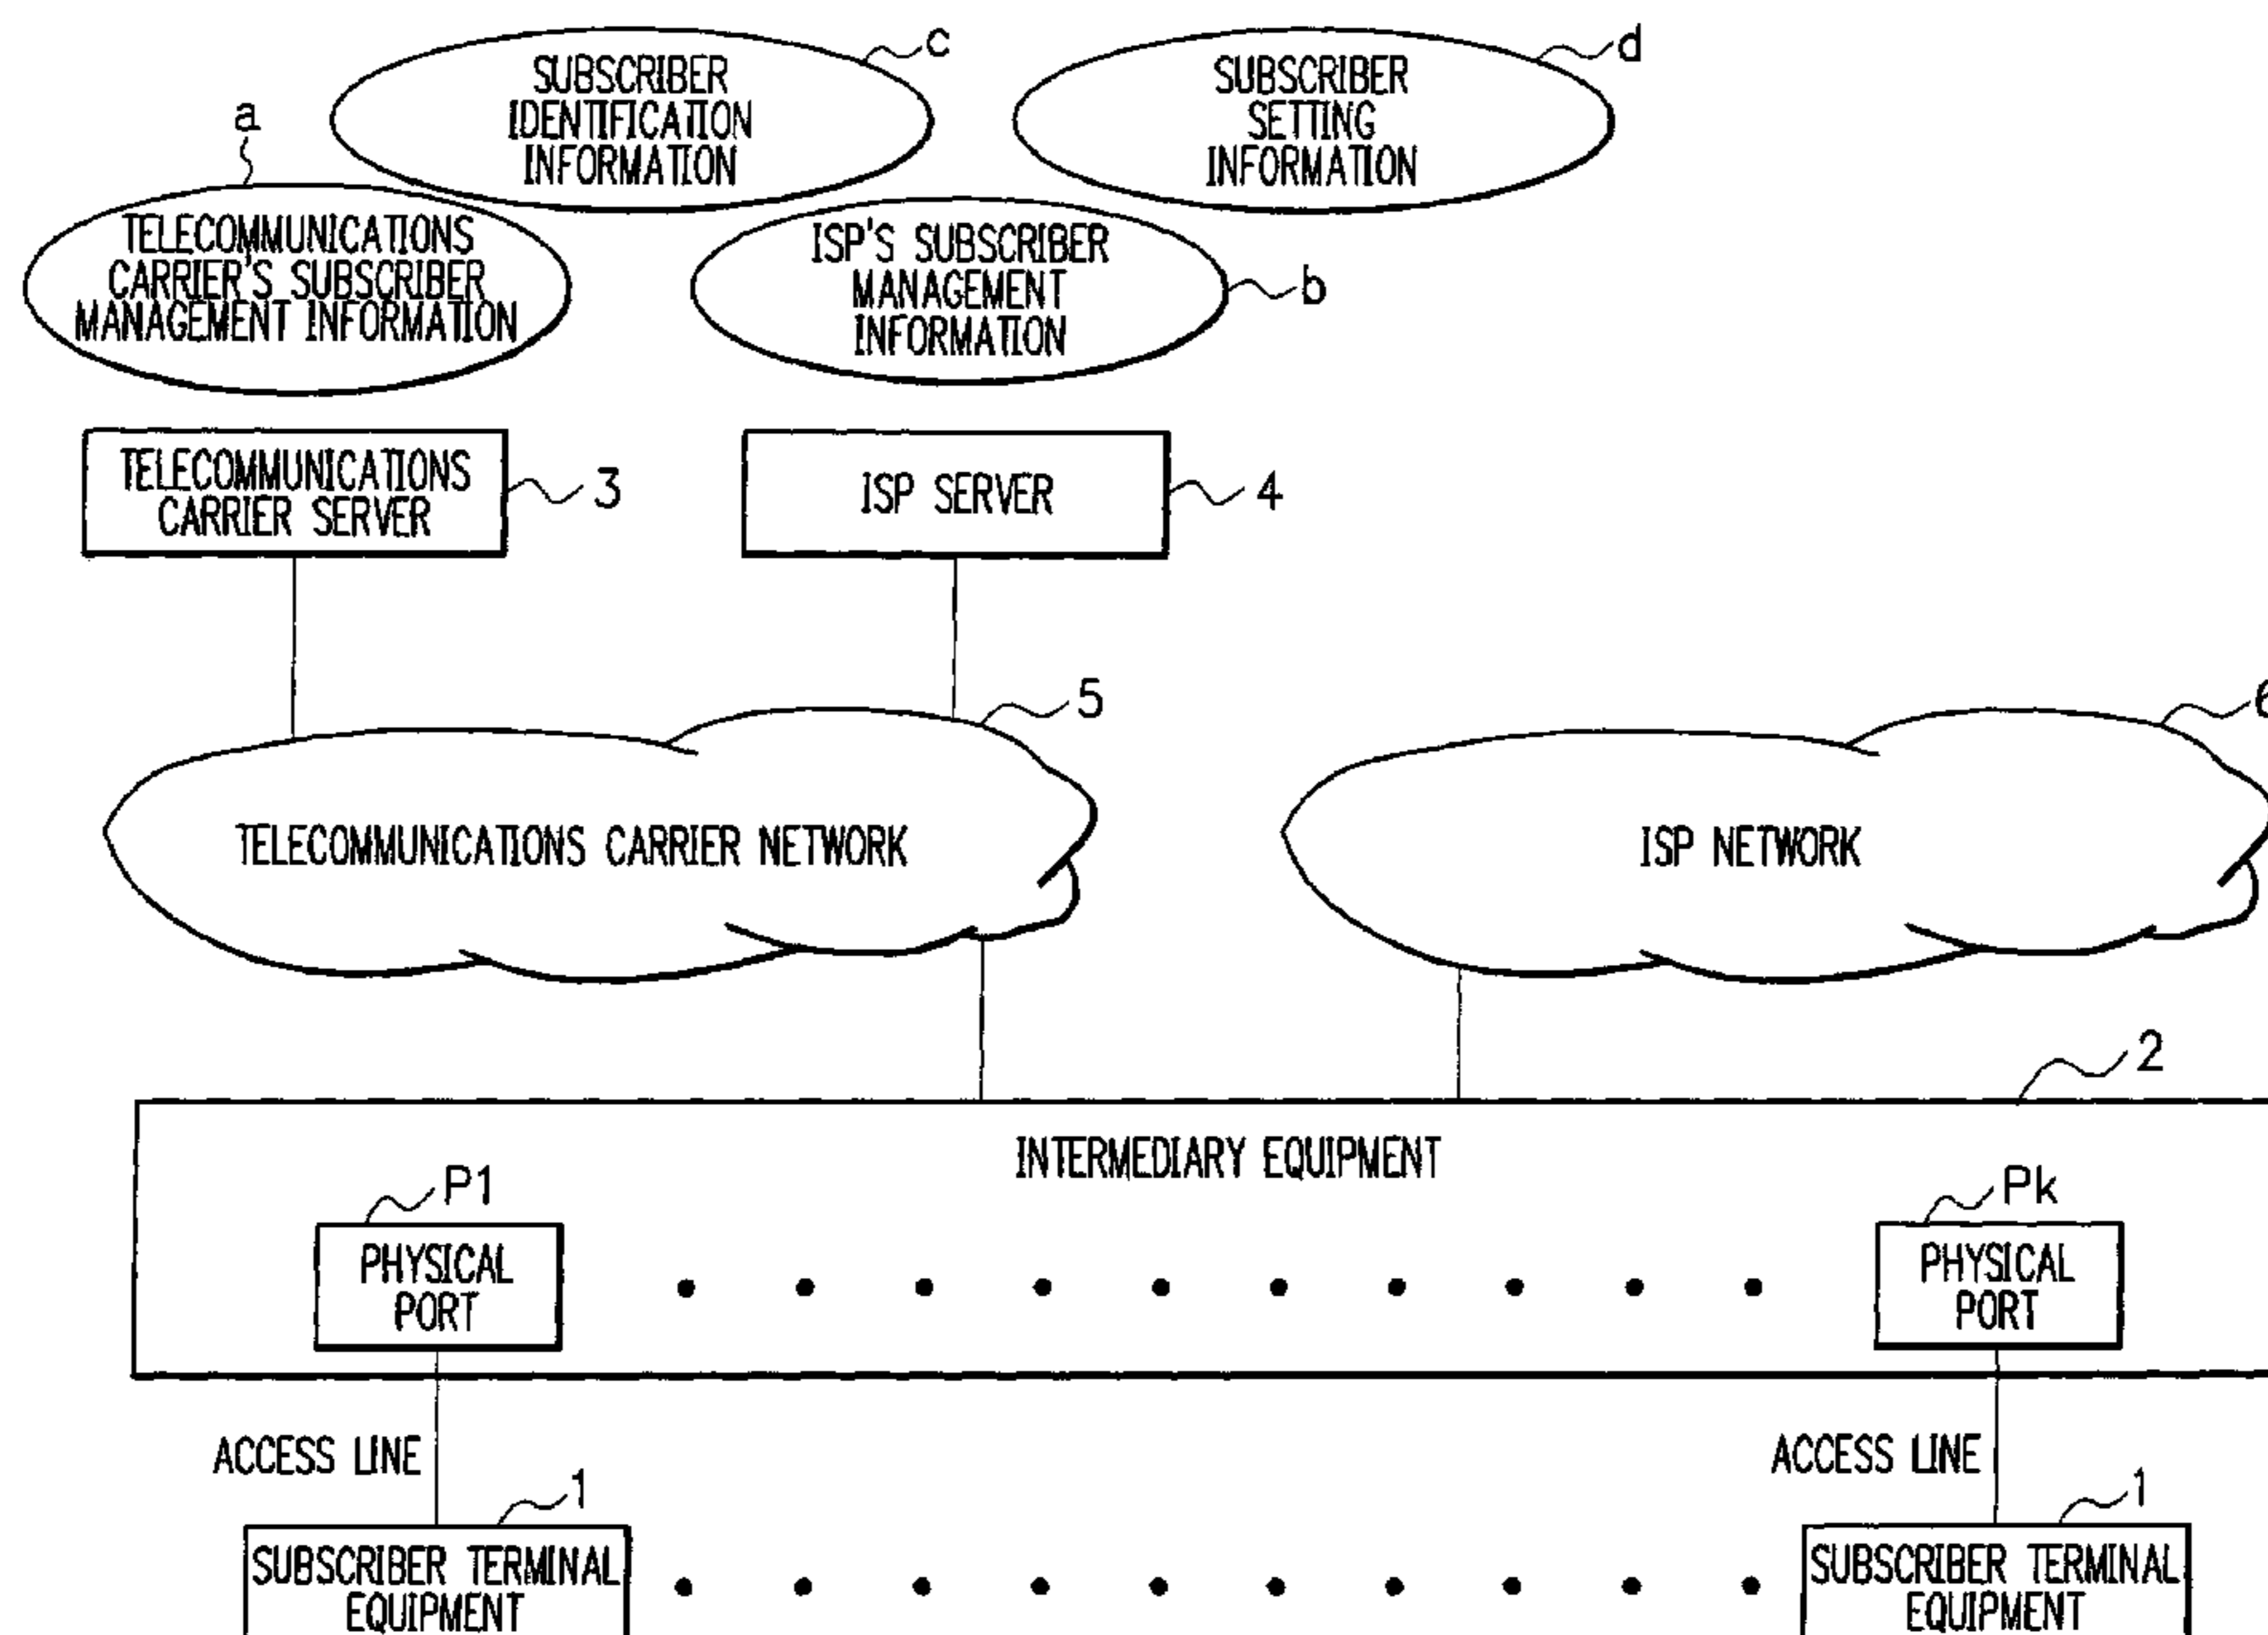 c
SUBSCRIBER
IDENTIFICATION
INFORMATION
d
SUBSCRIBER
SETTING
INFORMATION
a
TELECOMMUNICATIONS
CARRIER'S SUBSCRIBER
MANAGEMENT INFORMATION
ISP'S SUBSCRIBER
MANAGEMENT
INFORMATION
b
TELECOMMUNICATIONS
CARRIER SERVER
3
ISP SERVER
4
5
6
TELECOMMUNICATIONS CARRIER NETWORK
ISP NETWORK
2
INTERMEDIARY EQUIPMENT
P1
PHYSICAL
PORT
Pk
PHYSICAL
PORT
ACCESS LINE
ACCESS LINE
1
SUBSCRIBER TERMINAL
EQUIPMENT
1
SUBSCRIBER TERMINAL
EQUIPMENT